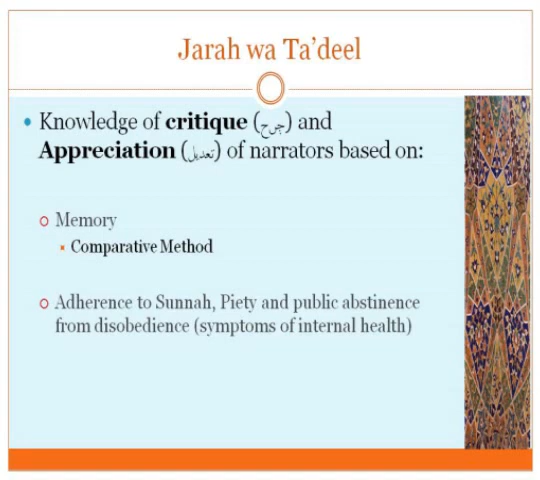 Jarah wa Ta'deel
• Knowledge of critique (جرح) and
Appreciation (تعديل) of narrators based on:
o Memory
× Comparative Method
o Adherence to Sunnah, Piety and public abstinence
from disobedience (symptoms of internal health)